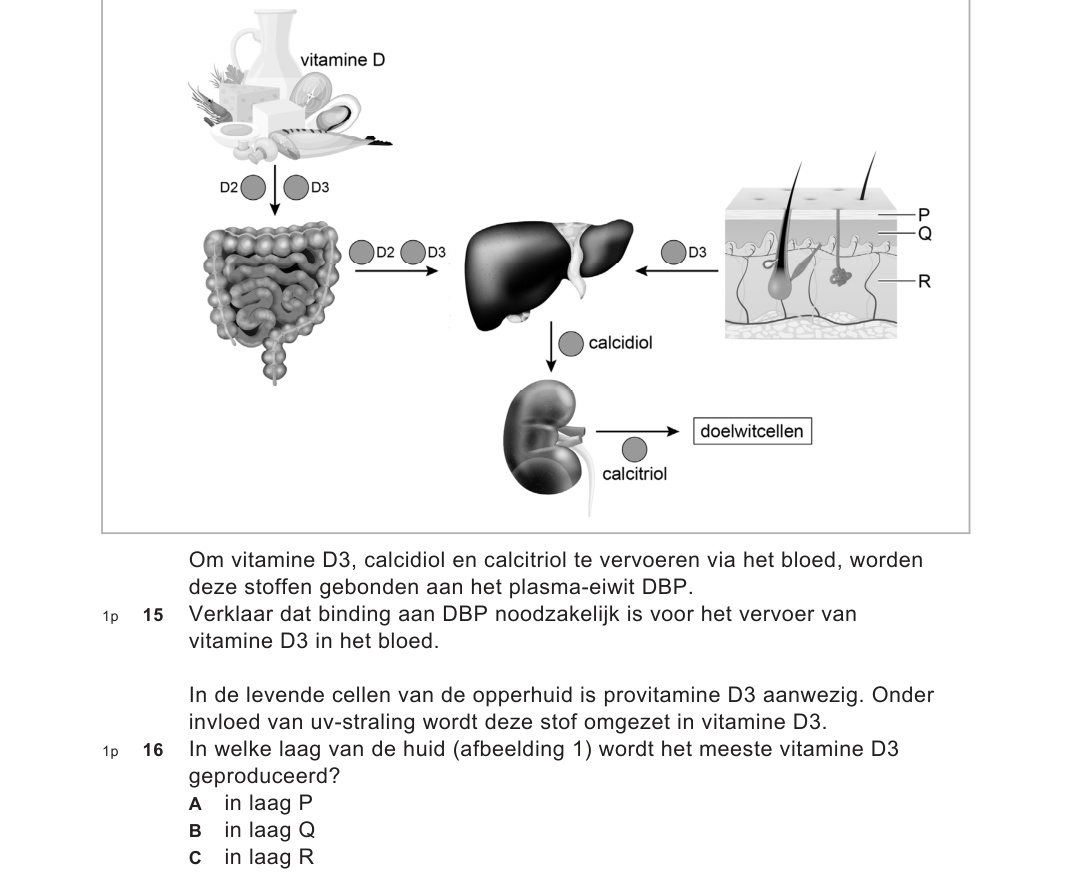 vitamine D
D2 D3
D2 D3
D3
P
Q
R
calcidiol
doelwitcellen
calcitriol
Om vitamine D3, calcidiol en calcitriol te vervoeren via het bloed, worden
deze stoffen gebonden aan het plasma-eiwit DBP.
1p 15 Verklaar dat binding aan DBP noodzakelijk is voor het vervoer van
vitamine D3 in het bloed.
In de levende cellen van de opperhuid is provitamine D3 aanwezig. Onder
invloed van uv-straling wordt deze stof omgezet in vitamine D3.
1p 16 In welke laag van de huid (afbeelding 1) wordt het meeste vitamine D3
geproduceerd?
A in laag P
B in laag Q
C in laag R